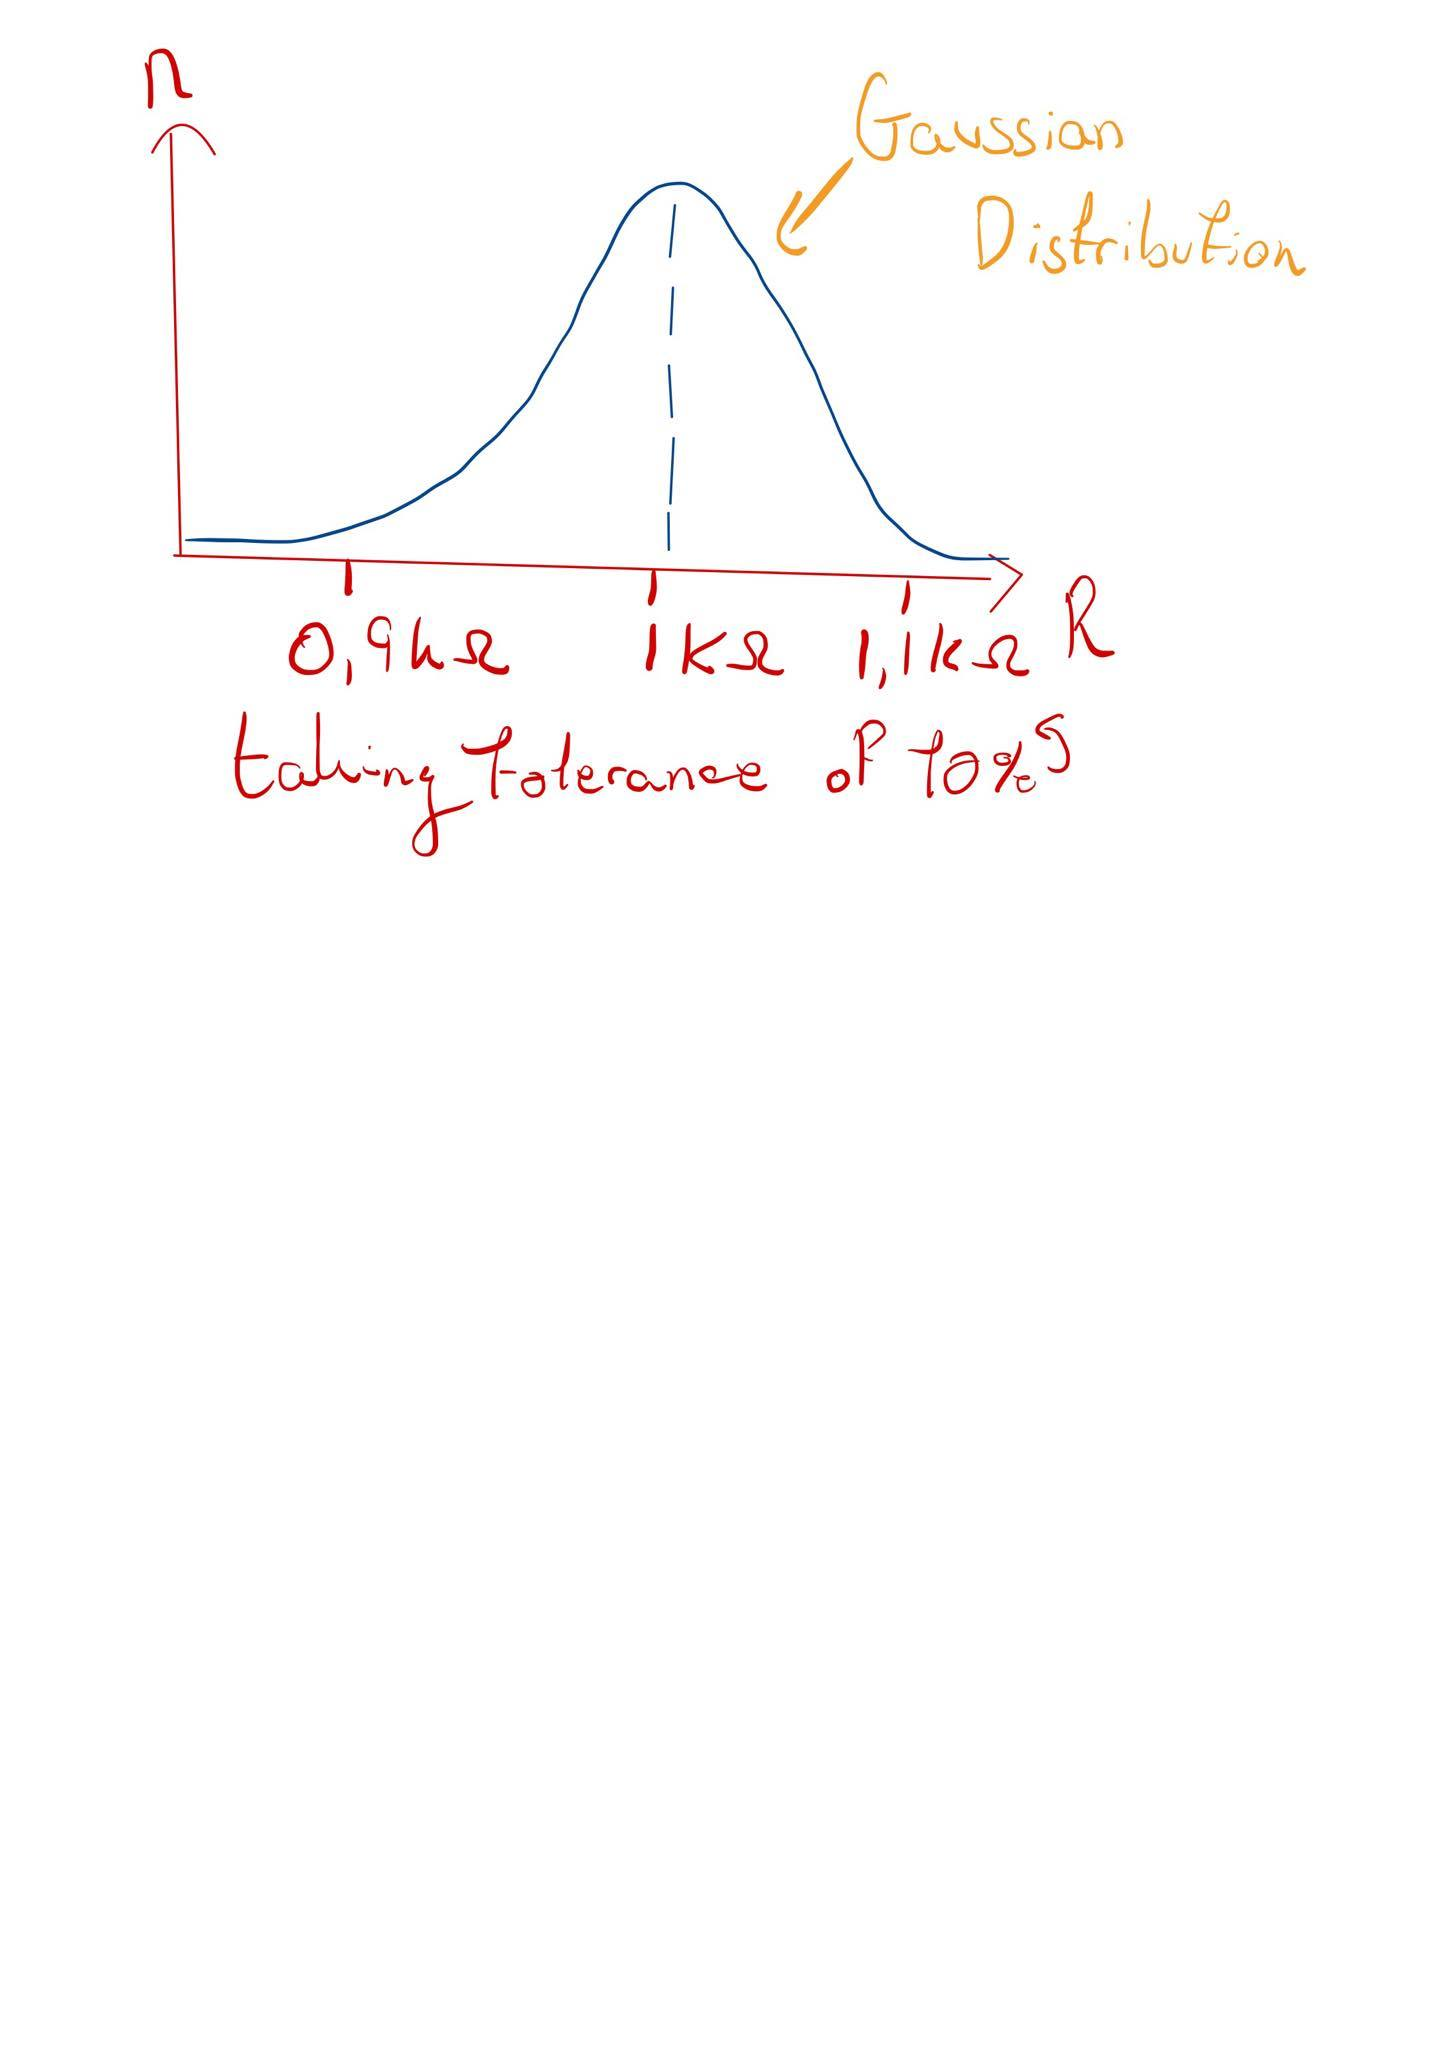 n
Gaussian
Distribution
0,9kΩ 1kΩ 1,1kΩ R
taking Tolerance of 10%